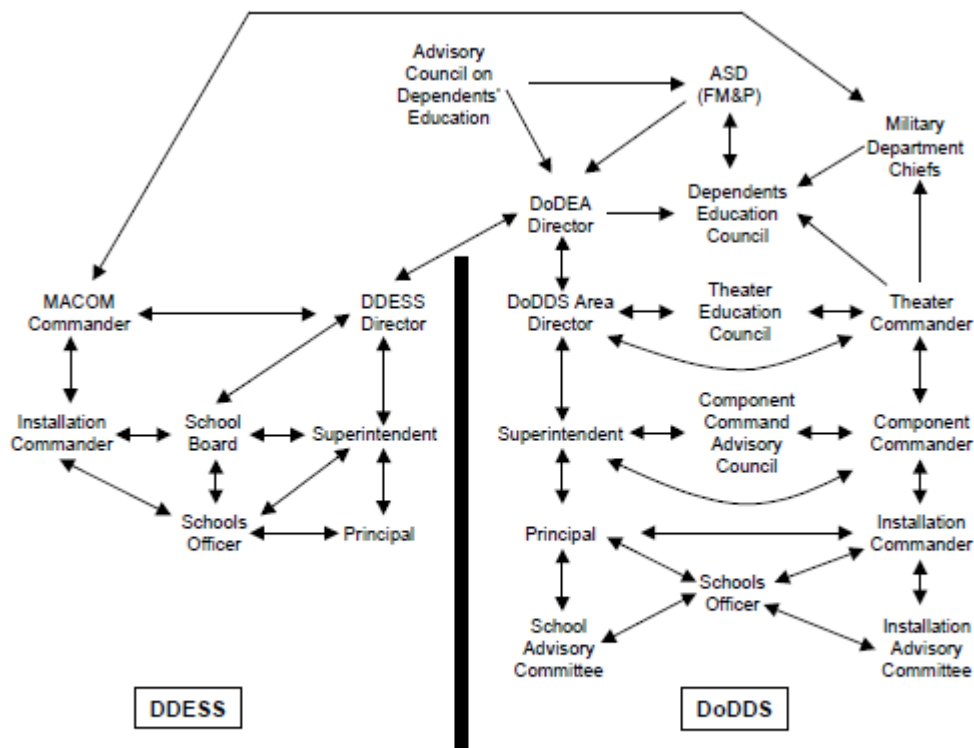 Advisory
Council on
Dependents'
Education
ASD
(FM&P)
Military
Department
Chiefs
DoDEA
Director
Dependents
Education
Council
MACOM
Commander
DDESS
Director
DoDDS Area
Director
Theater
Education
Council
Theater
Commander
Installation
Commander
School
Board
Superintendent
Superintendent
Component
Command
Advisory
Council
Component
Commander
Schools
Officer
Principal
Principal
Installation
Commander
Schools
Officer
School
Advisory
Committee
Installation
Advisory
Committee
DDESS
DoDDS